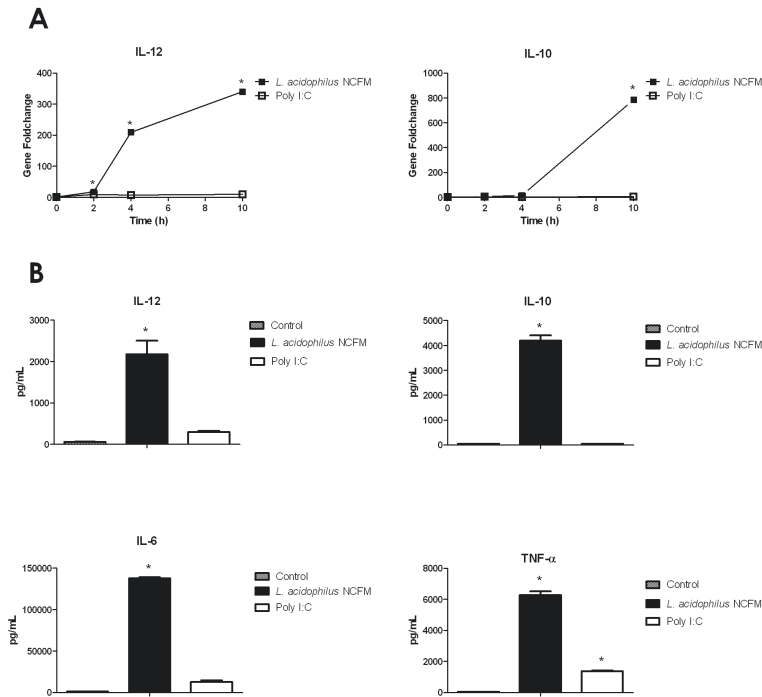 A
IL-12
400
300
200
100
0
Gene Foldchange
0 2 4 6 8 10
Time (h)
* * *
L. acidophilus NCFM
Poly I:C
IL-10
1000
800
600
400
200
0
Gene Foldchange
0 2 4 6 8 10
Time (h)
*
L. acidophilus NCFM
Poly I:C
B
IL-12
3000
2000
1000
0
pg/mL
*
Control
L. acidophilus NCFM
Poly I:C
IL-10
5000
4000
3000
2000
1000
0
pg/mL
*
Control
L. acidophilus NCFM
Poly I:C
IL-6
150000
100000
50000
0
pg/mL
*
Control
L. acidophilus NCFM
Poly I:C
TNF-α
8000
6000
4000
2000
0
pg/mL
*
*
Control
L. acidophilus NCFM
Poly I:C